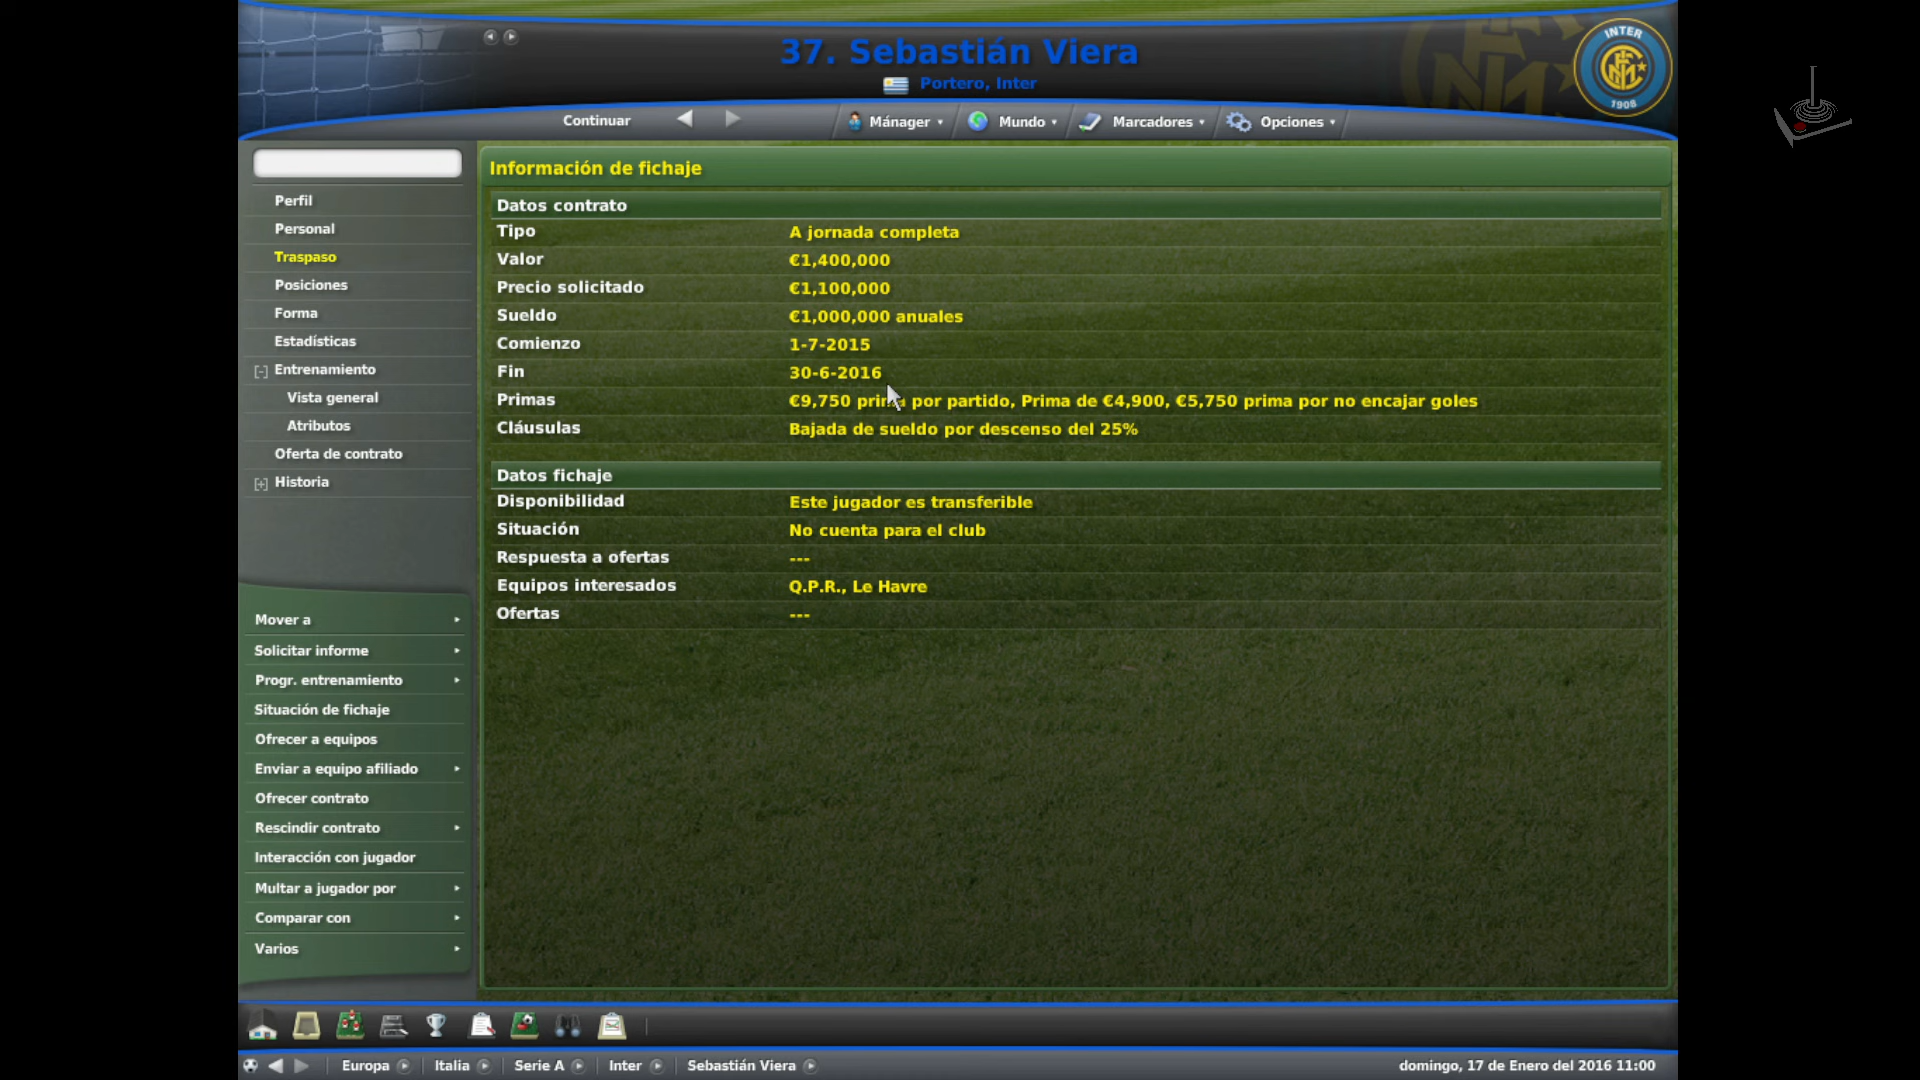 37. Sebastián Viera
Portero, Inter
INTER
1908
Continuar
Mánager
Mundo
Marcadores
Opciones
Información de fichaje
Perfil
Personal
Traspaso
Posiciones
Forma
Estadísticas
[-] Entrenamiento
Vista general
Atributos
Oferta de contrato
[+] Historia
Datos contrato
Tipo A jornada completa
Valor €1,400,000
Precio solicitado €1,100,000
Sueldo €1,000,000 anuales
Comienzo 1-7-2015
Fin 30-6-2016
Primas €9,750 prima por partido, Prima de €4,900, €5,750 prima por no encajar goles
Cláusulas Bajada de sueldo por descenso del 25%
Datos fichaje
Disponibilidad Este jugador es transferible
Situación No cuenta para el club
Respuesta a ofertas ---
Equipos interesados Q.P.R., Le Havre
Ofertas ---
Mover a
Solicitar informe
Progr. entrenamiento
Situación de fichaje
Ofrecer a equipos
Enviar a equipo afiliado
Ofrecer contrato
Rescindir contrato
Interacción con jugador
Multar a jugador por
Comparar con
Varios
Europa
Italia
Serie A
Inter
Sebastián Viera
domingo, 17 de Enero del 2016 11:00